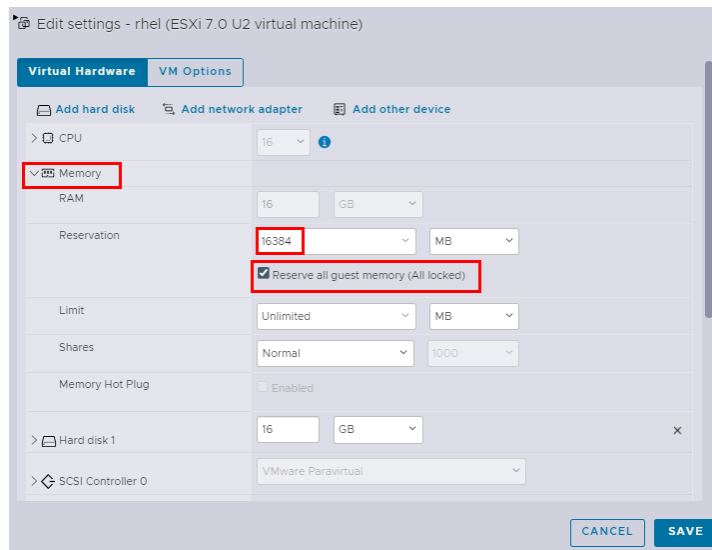 Edit settings - rhel (ESXi 7.0 U2 virtual machine)
Virtual Hardware VM Options
Add hard disk Add network adapter Add other device
CPU 16
Memory
RAM 16 GB
Reservation 16384 MB
Reserve all guest memory (All locked)
Limit Unlimited MB
Shares Normal 1000
Memory Hot Plug Enabled
Hard disk 1 16 GB
SCSI Controller 0 VMware Paravirtual
CANCEL SAVE